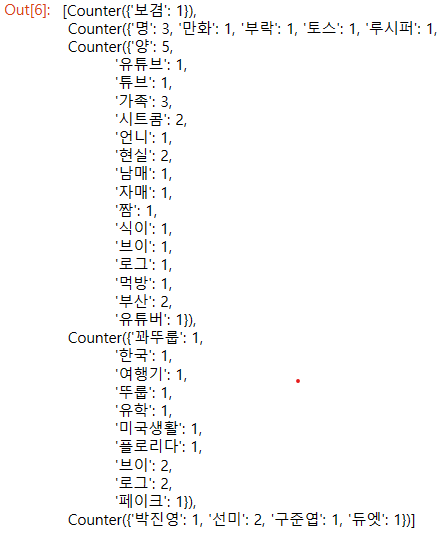 Out[6]: [Counter({'보겸': 1}),
Counter({'명': 3, '만화': 1, '부락': 1, '토스': 1, '루시퍼': 1,
Counter({'양': 5,
'유튜브': 1,
'튜브': 1,
'가족': 3,
'시트콤': 2,
'언니': 1,
'현실': 2,
'남매': 1,
'자매': 1,
'짬': 1,
'식이': 1,
'브이': 1,
'로그': 1,
'먹방': 1,
'부산': 2,
'유튜버': 1}),
Counter({'꽈뚜룹': 1,
'한국': 1,
'여행기': 1,
'뚜룹': 1,
'유학': 1,
'미국생활': 1,
'플로리다': 1,
'브이': 2,
'로그': 2,
'페이크': 1}),
Counter({'박진영': 1, '선미': 2, '구준엽': 1, '듀엣': 1})]